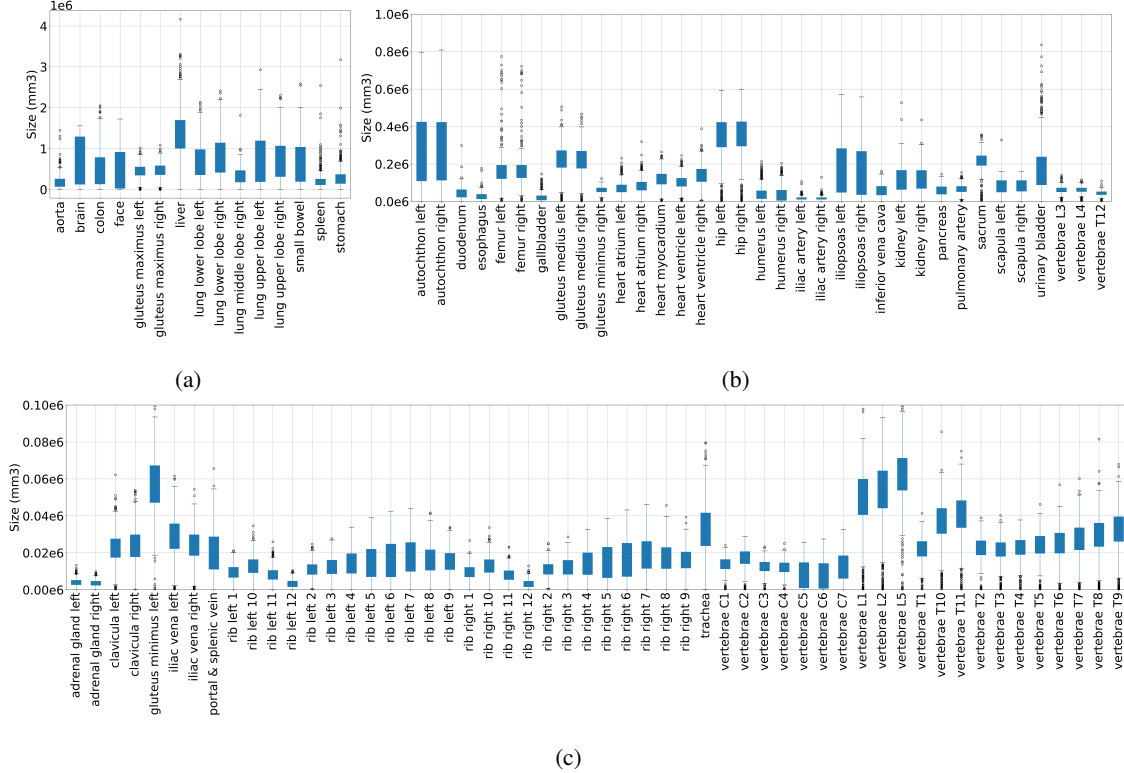 1e6
4
3
2
1
0
Size (mm3)
aorta
brain
colon
face
gluteus maximus left
gluteus maximus right
liver
lung lower lobe left
lung lower lobe right
lung middle lobe right
lung upper lobe left
lung upper lobe right
small bowel
spleen
stomach
(a)
1.0e6
0.8e6
0.6e6
0.4e6
0.2e6
0.0e6
Size (mm3)
autochthon left
autochthon right
duodenum
esophagus
femur left
femur right
gallbladder
gluteus medius left
gluteus medius right
gluteus minimus right
heart atrium left
heart atrium right
heart myocardium
heart ventricle left
heart ventricle right
hip left
hip right
humerus left
humerus right
iliac artery left
iliac artery right
iliopsoas left
iliopsoas right
inferior vena cava
kidney left
kidney right
pancreas
pulmonary artery
sacrum
scapula left
scapula right
urinary bladder
vertebrae L3
vertebrae L4
vertebrae T12
(b)
0.10e6
0.08e6
0.06e6
0.04e6
0.02e6
0.00e6
Size (mm3)
adrenal gland left
adrenal gland right
clavicula left
clavicula right
gluteus minimus left
iliac vena left
iliac vena right
portal & splenic vein
rib left 1
rib left 10
rib left 11
rib left 12
rib left 2
rib left 3
rib left 4
rib left 5
rib left 6
rib left 7
rib left 8
rib left 9
rib right 1
rib right 10
rib right 11
rib right 12
rib right 2
rib right 3
rib right 4
rib right 5
rib right 6
rib right 7
rib right 8
rib right 9
trachea
vertebrae C1
vertebrae C2
vertebrae C3
vertebrae C4
vertebrae C5
vertebrae C6
vertebrae C7
vertebrae L1
vertebrae L2
vertebrae L5
vertebrae T1
vertebrae T10
vertebrae T11
vertebrae T2
vertebrae T3
vertebrae T4
vertebrae T5
vertebrae T6
vertebrae T7
vertebrae T8
vertebrae T9
(c)